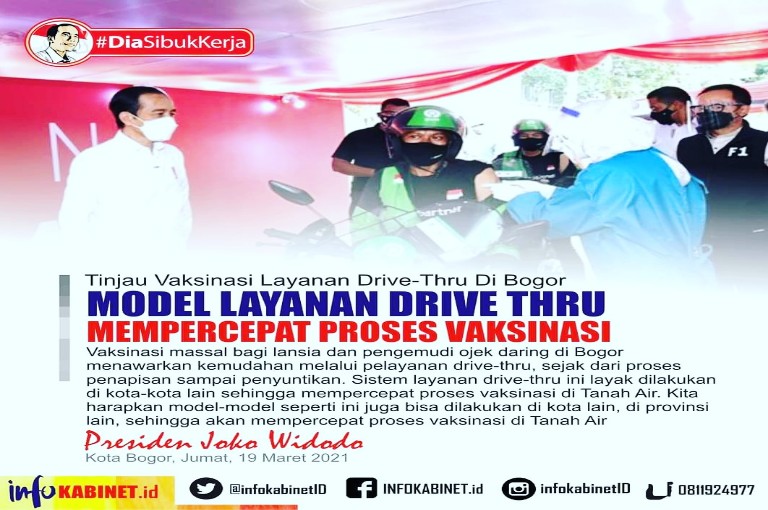 #DiaSibukKerja
N
F1
Tinjau Vaksinasi Layanan Drive-Thru Di Bogor
MODEL LAYANAN DRIVE THRU
MEMPERCEPAT PROSES VAKSINASI
Vaksinasi massal bagi lansia dan pengemudi ojek daring di Bogor
menawarkan kemudahan melalui pelayanan drive-thru, sejak dari proses
penapisan sampai penyuntikan. Sistem layanan drive-thru ini layak dilakukan
di kota-kota lain sehingga mempercepat proses vaksinasi di Tanah Air. Kita
harapkan model-model seperti ini juga bisa dilakukan di kota lain, di provinsi
lain, sehingga akan mempercepat proses vaksinasi di Tanah Air
Presiden Joko Widodo
Kota Bogor, Jumat, 19 Maret 2021
infoKABINET.id
@infokabinetID
INFOKABINET.id
infokabinetID
0811924977